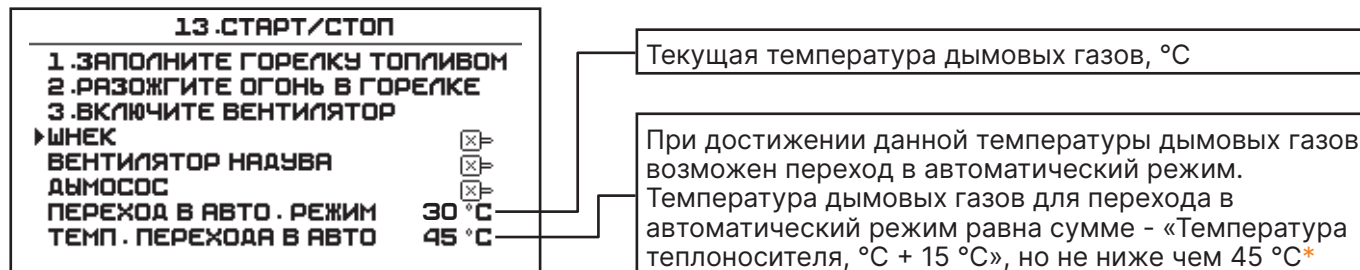 13.СТАРТ/СТОП
1.ЗАПОЛНИТЕ ГОРЕЛКУ ТОПЛИВОМ
2.РАЗОЖГИТЕ ОГОНЬ В ГОРЕЛКЕ
3.ВКЛЮЧИТЕ ВЕНТИЛЯТОР
ШНЕК
ВЕНТИЛЯТОР НАДУВА
ДЫМОСОС
ПЕРЕХОД В АВТО. РЕЖИМ 30 °C
ТЕМП. ПЕРЕХОДА В АВТО 45 °C
Текущая температура дымовых газов, °C
При достижении данной температуры дымовых газов
возможен переход в автоматический режим.
Температура дымовых газов для перехода в
автоматический режим равна сумме - «Температура
теплоносителя, °C + 15 °C», но не ниже чем 45 °C*